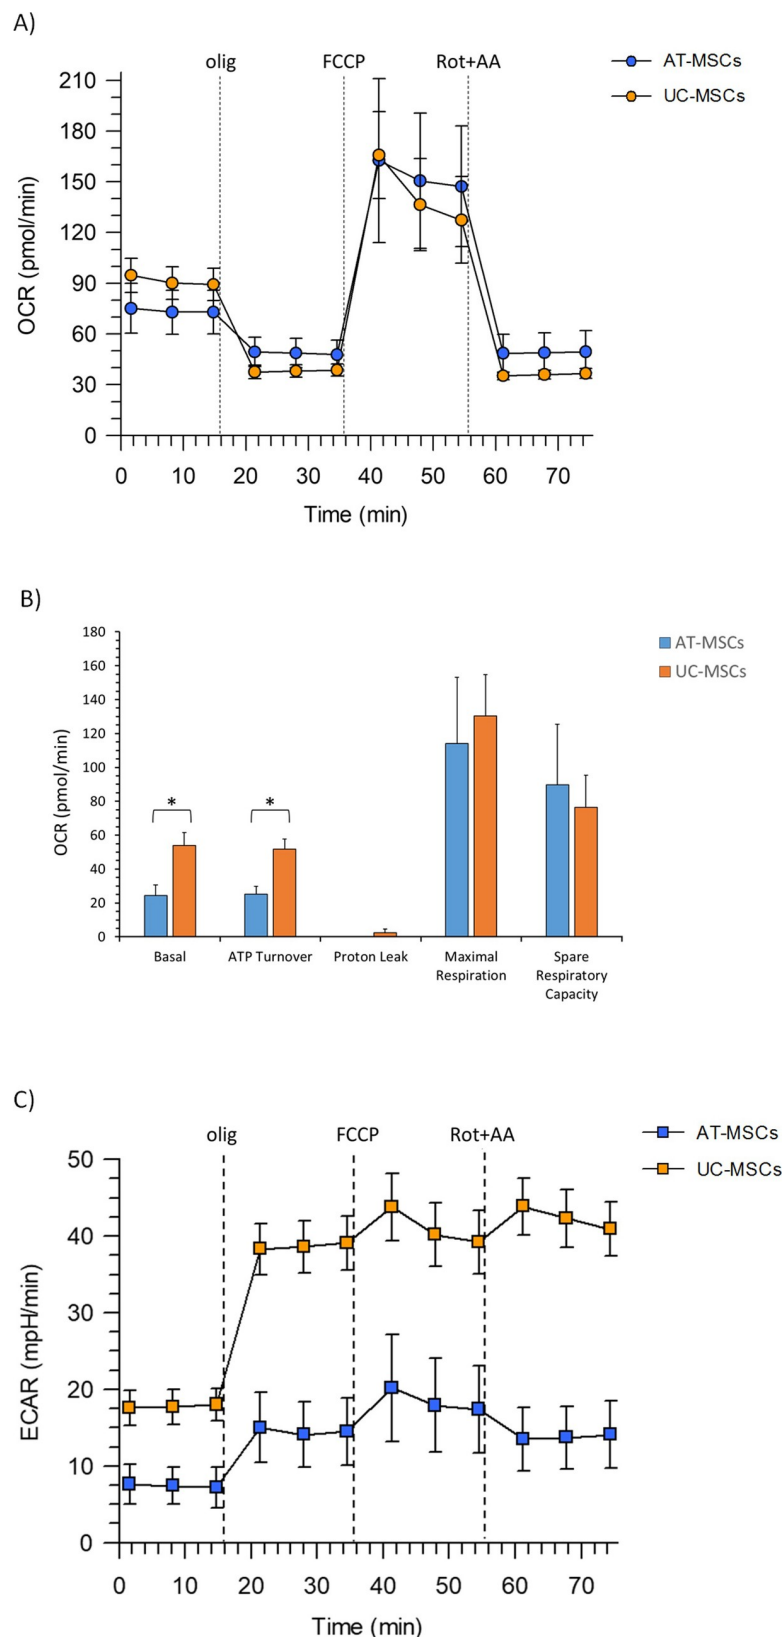 A)
olig FCCP Rot+AA
AT-MSCs
UC-MSCs
210
180
150
120
90
60
30
0
OCR (pmol/min)
0 10 20 30 40 50 60 70
Time (min)
B)
180
160
140
120
100
80
60
40
20
0
OCR (pmol/min)
AT-MSCs
UC-MSCs
* *
Basal ATP Turnover Proton Leak Maximal Spare
Respiration Respiratory
Capacity
C)
olig FCCP Rot+AA
AT-MSCs
UC-MSCs
50
40
30
20
10
0
ECAR (mpH/min)
0 10 20 30 40 50 60 70
Time (min)